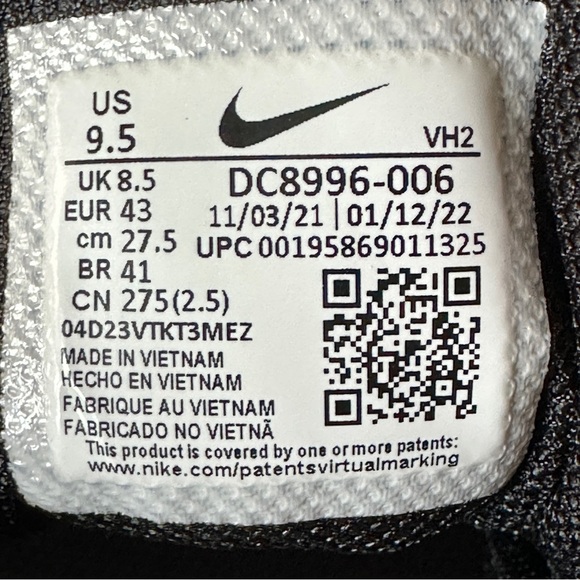 US
9.5
VH2
UK 8.5
EUR 43
cm 27.5
BR 41
CN 275(2.5)
DC8996-006
11/03/21 | 01/12/22
UPC 00195869011325
04D23VTKT3MEZ
MADE IN VIETNAM
HECHO EN VIETNAM
FABRIQUE AU VIETNAM
FABRICADO NO VIETNÃ
This product is covered by one or more patents:
www.nike.com/patentsvirtualmarking